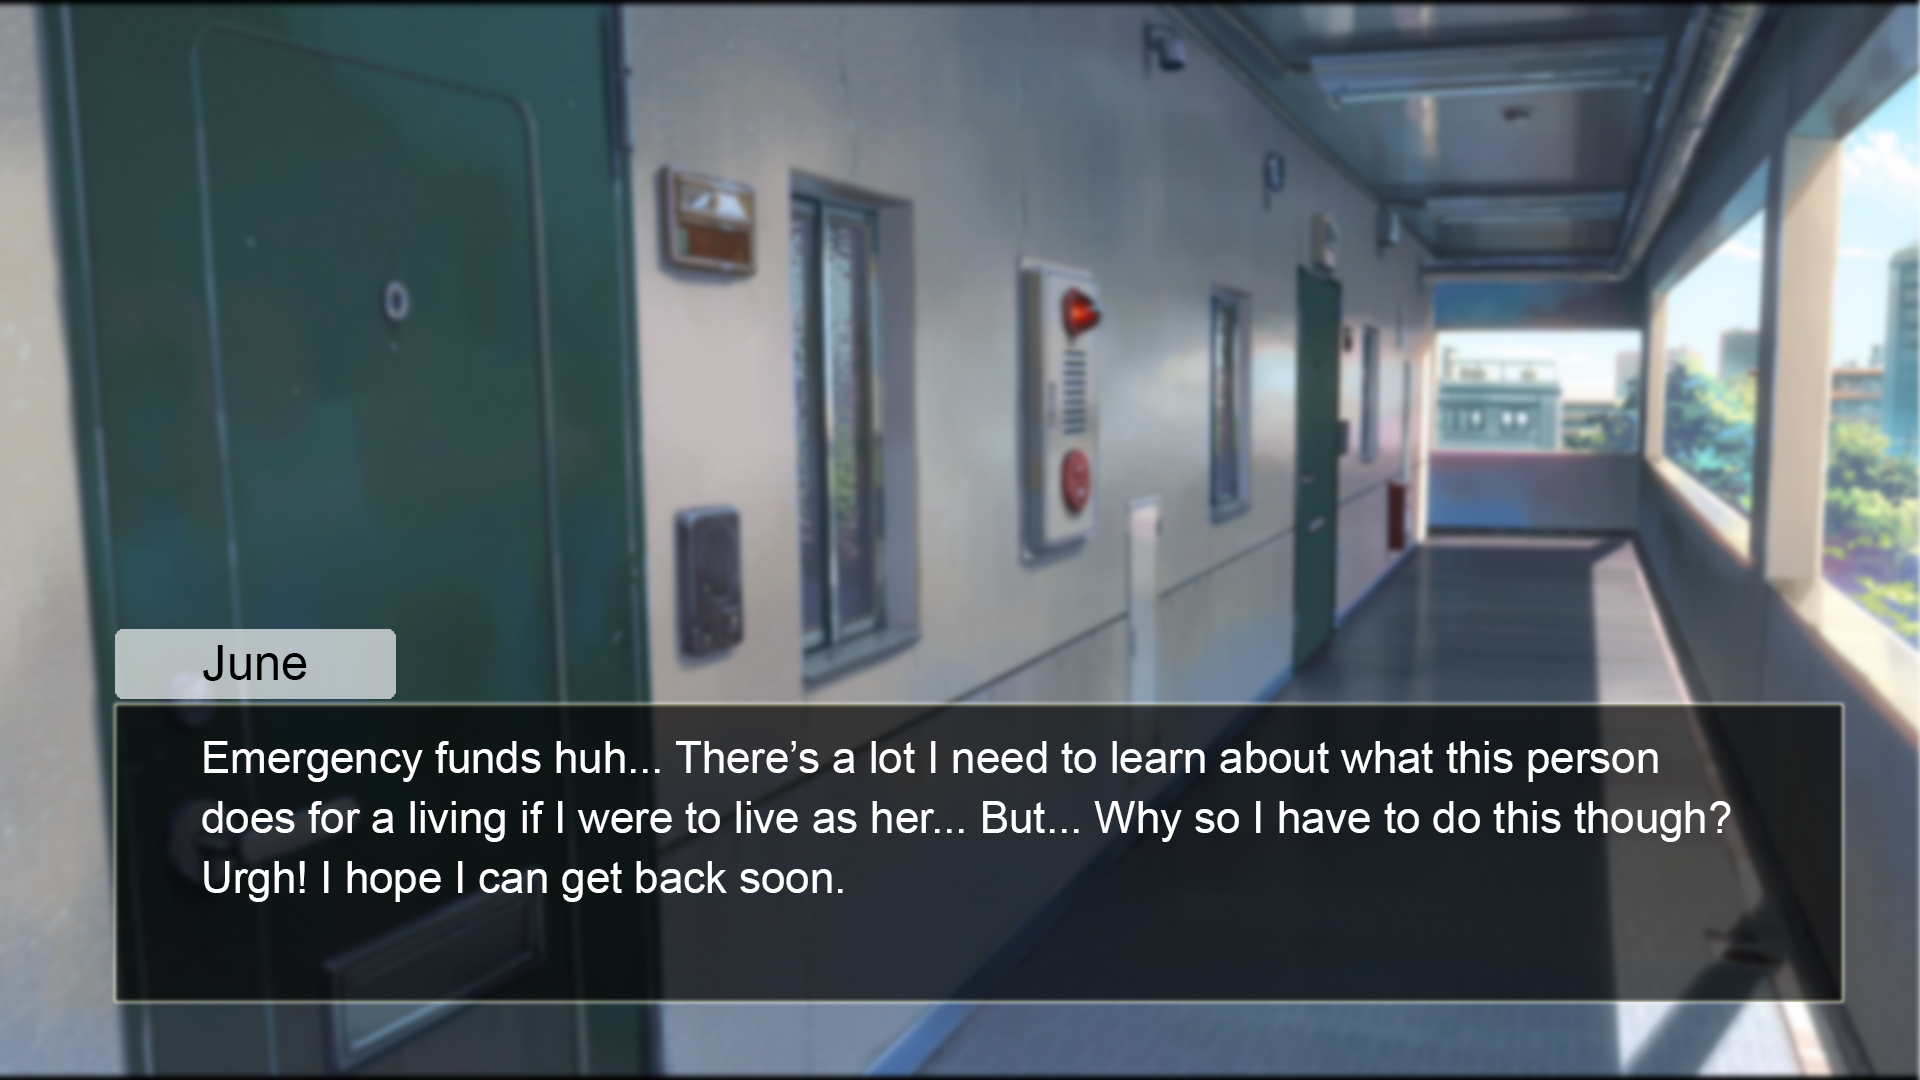 June
Emergency funds huh... There’s a lot I need to learn about what this person
does for a living if I were to live as her... But... Why so I have to do this though?
Urgh! I hope I can get back soon.